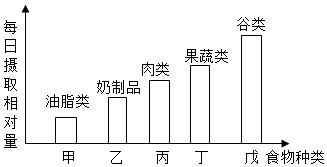 每日摄取相对量
油脂类
奶制品
肉类
果蔬类
谷类
甲 乙 丙 丁 戊 食物种类